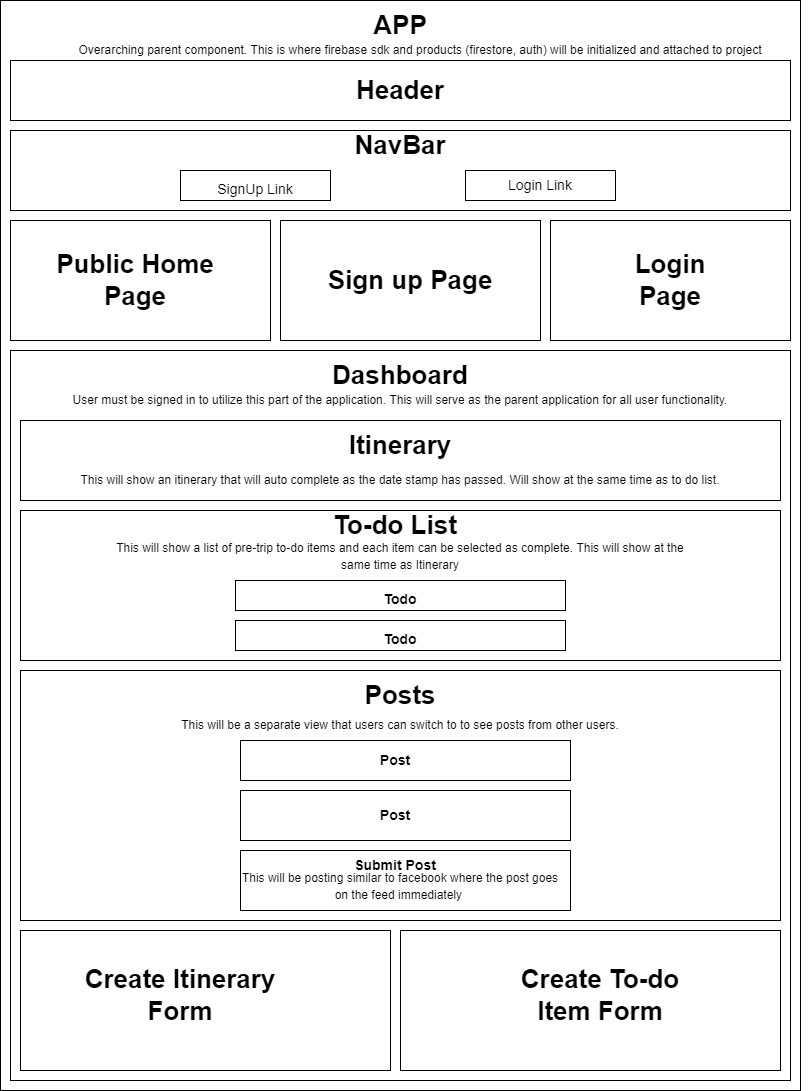 APP
Overarching parent component. This is where firebase sdk and products (firestore, auth) will be initialized and attached to project
Header
NavBar
SignUp Link
Login Link
Public Home
Page
Sign up Page
Login
Page
Dashboard
User must be signed in to utilize this part of the application. This will serve as the parent application for all user functionality.
Itinerary
This will show an itinerary that will auto complete as the date stamp has passed. Will show at the same time as to do list.
To-do List
This will show a list of pre-trip to-do items and each item can be selected as complete. This will show at the
same time as Itinerary
Todo
Todo
Posts
This will be a separate view that users can switch to to see posts from other users.
Post
Post
Submit Post
This will be posting similar to facebook where the post goes
on the feed immediately
Create Itinerary
Form
Create To-do
Item Form